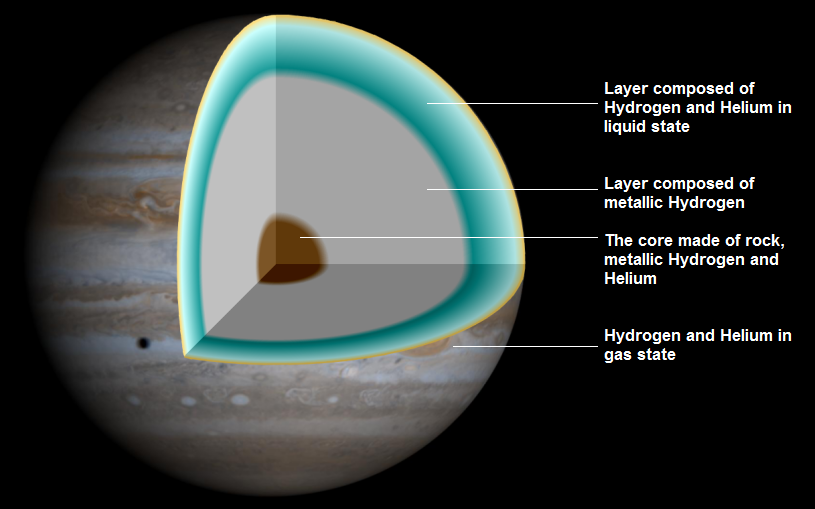 Layer composed of
Hydrogen and Helium in
liquid state
Layer composed of
metallic Hydrogen
The core made of rock,
metallic Hydrogen and
Helium
Hydrogen and Helium in
gas state